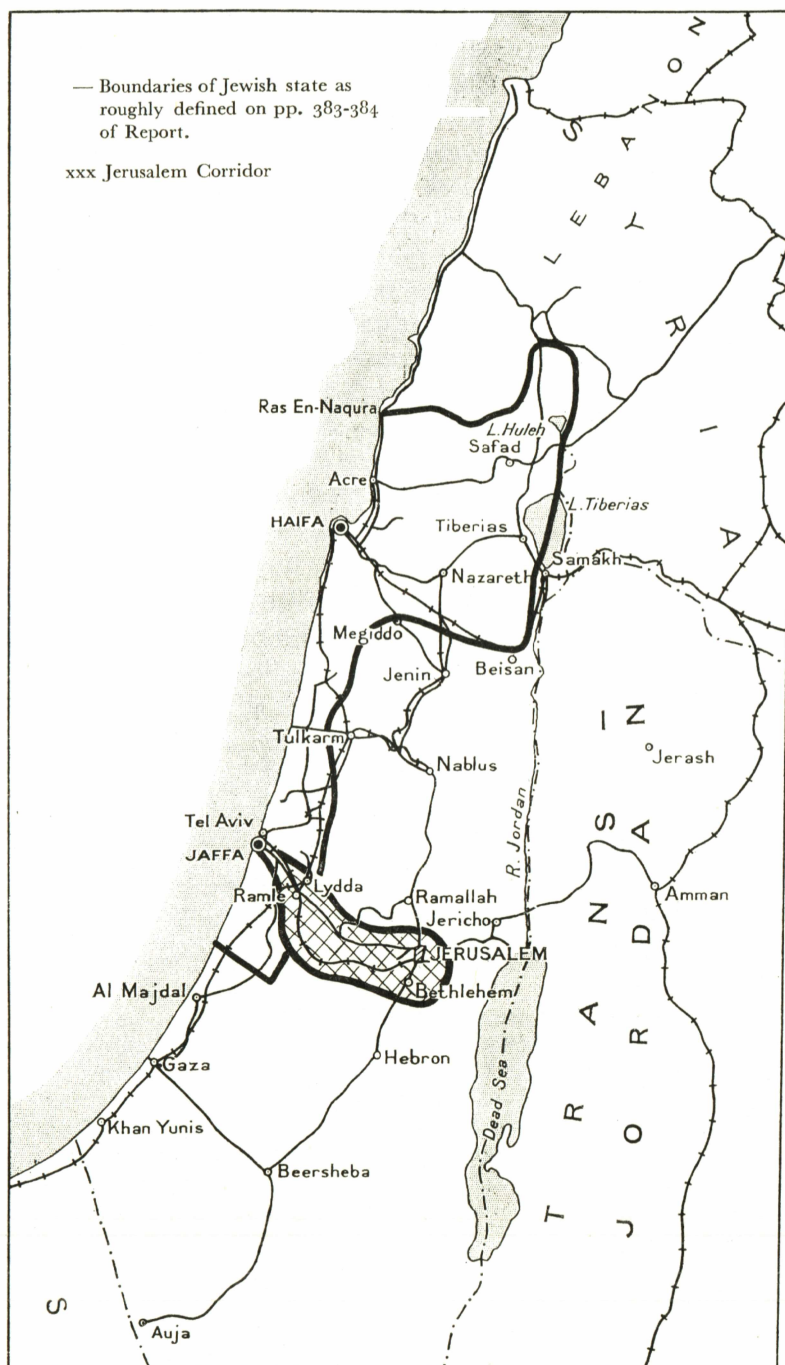 — Boundaries of Jewish state as
roughly defined on pp. 383-384
of Report.
xxx Jerusalem Corridor
LEBANON
SYRIA
Ras En-Naqura
L. Huleh
Safad
Acre
L. Tiberias
HAIFA
Tiberias
Samakh
Nazareth
Megiddo
Beisan
Jenin
Tulkarm
Nablus
Jerash
R. Jordan
Tel Aviv
JAFFA
Lydda
Ramle
Ramallah
Jericho
Amman
JERUSALEM
Al Majdal
Bethlehem
Gaza
Hebron
Dead Sea
Khan Yunis
Beersheba
TRANS-
JORDAN
IN
S
Auja